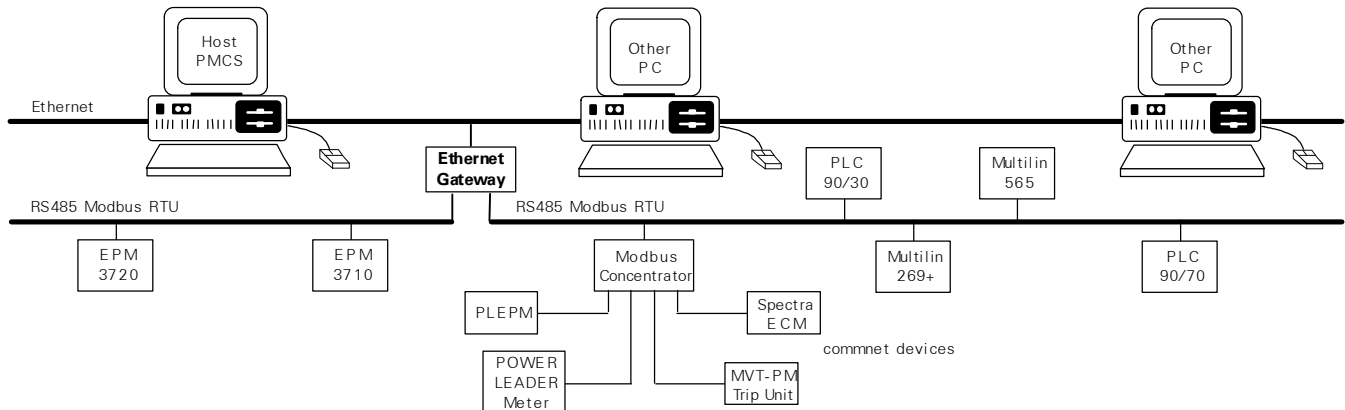 Host
PMCS
Other
PC
Other
PC
Ethernet
Ethernet
Gateway
PLC
90/30
Multilin
565
RS485 Modbus RTU
RS485 Modbus RTU
EPM
3720
EPM
3710
Modbus
Concentrator
Multilin
269+
PLC
90/70
PLEPM
Spectra
ECM
commnet devices
POWER
LEADER
Meter
MVT-PM
Trip Unit